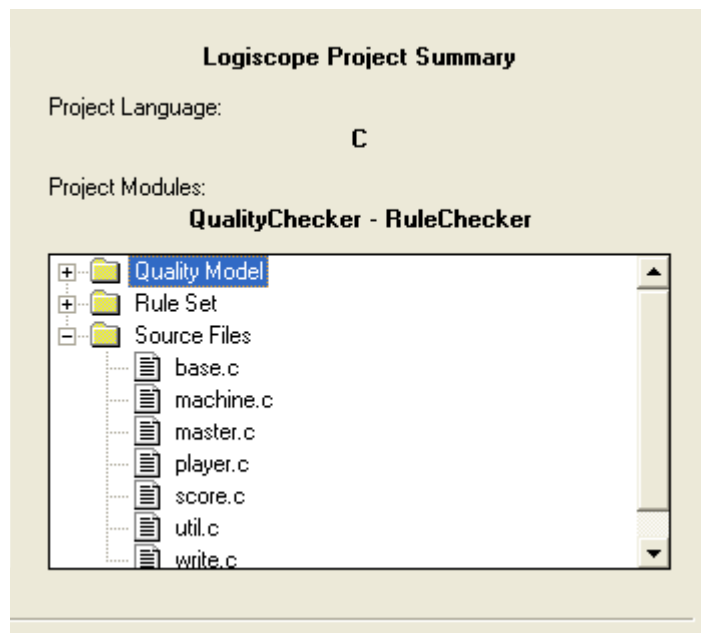 Logiscope Project Summary
Project Language:
C
Project Modules:
QualityChecker - RuleChecker
Quality Model
Rule Set
Source Files
base.c
machine.c
master.c
player.c
score.c
util.c
write.c